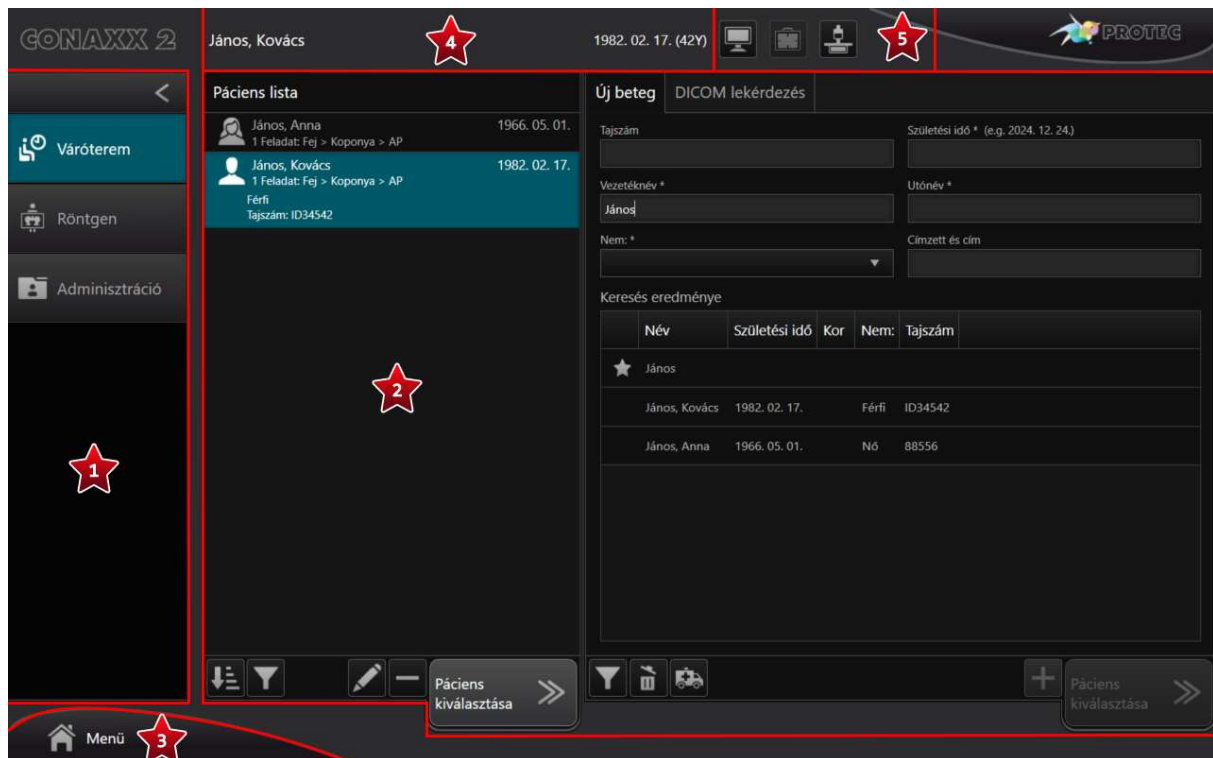 CONAXX 2
János, Kovács
4
1982. 02. 17. (42Y)
5
PROTEC
Váróterem
Röntgen
Adminisztráció
1
Páciens lista
János, Anna 1966. 05. 01.
1 Feladat: Fej > Koponya > AP
János, Kovács 1982. 02. 17.
1 Feladat: Fej > Koponya > AP
Férfi
Tajszám: ID34542
2
Páciens
kiválasztása
Új beteg DICOM lekérdezés
Tajszám Születési idő * (e.g. 2024. 12. 24.)
Vezetéknév * Utónév *
János
Nem: * Címzett és cím
Keresés eredménye
Név Születési idő Kor Nem: Tajszám
János
János, Kovács 1982. 02. 17. Férfi ID34542
János, Anna 1966. 05. 01. Nő 88556
Páciens
kiválasztása
Menü
3